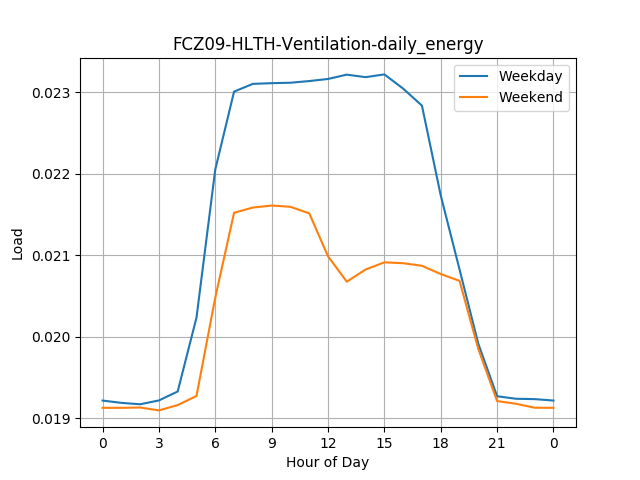 FCZ09-HLTH-Ventilation-daily_energy
Weekday
Weekend
0.023
0.022
0.021
0.020
0.019
Load
0 3 6 9 12 15 18 21 0
Hour of Day